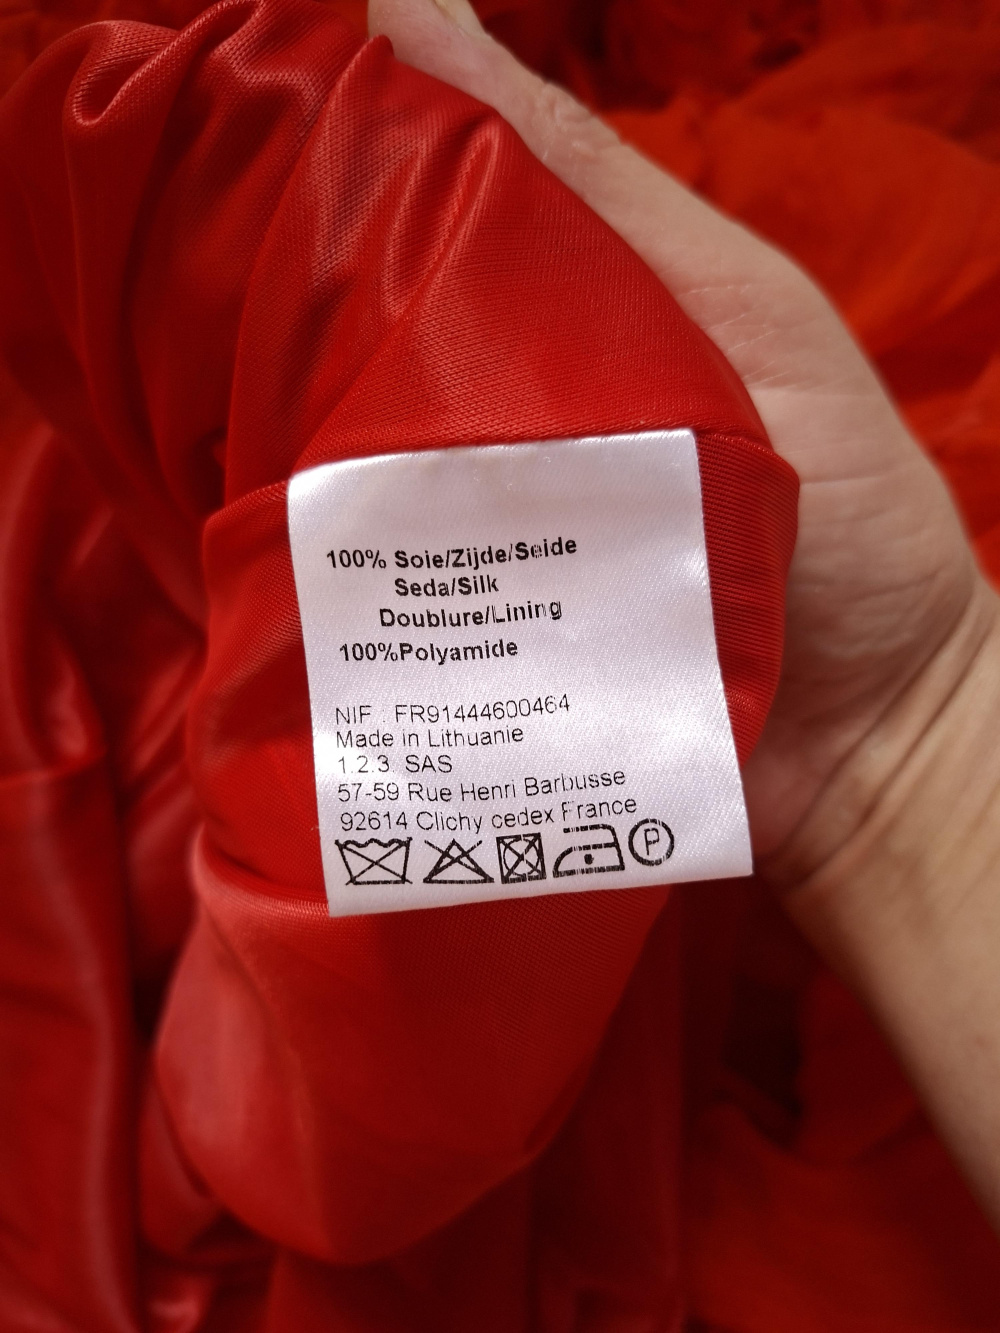 100% Soie/Zijde/Seide
Seda/Silk
Doublure/Lining
100%Polyamide
NIF : FR91444600464
Made in Lithuanie
1.2.3. SAS
57-59 Rue Henri Barbusse
92614 Clichy cedex France
P